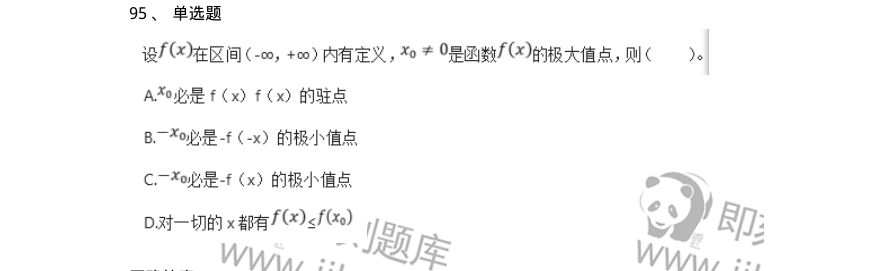 95 、 单选题
设f(x)在区间（-∞，+∞）内有定义，x₀ ≠ 0是函数f(x)的极大值点，则（　　）。
A.x₀必是 f（x）f（x）的驻点
B.−x₀必是-f（-x）的极小值点
C.−x₀必是-f（x）的极小值点
D.对一切的 x 都有f(x)≤f(x₀)
题库